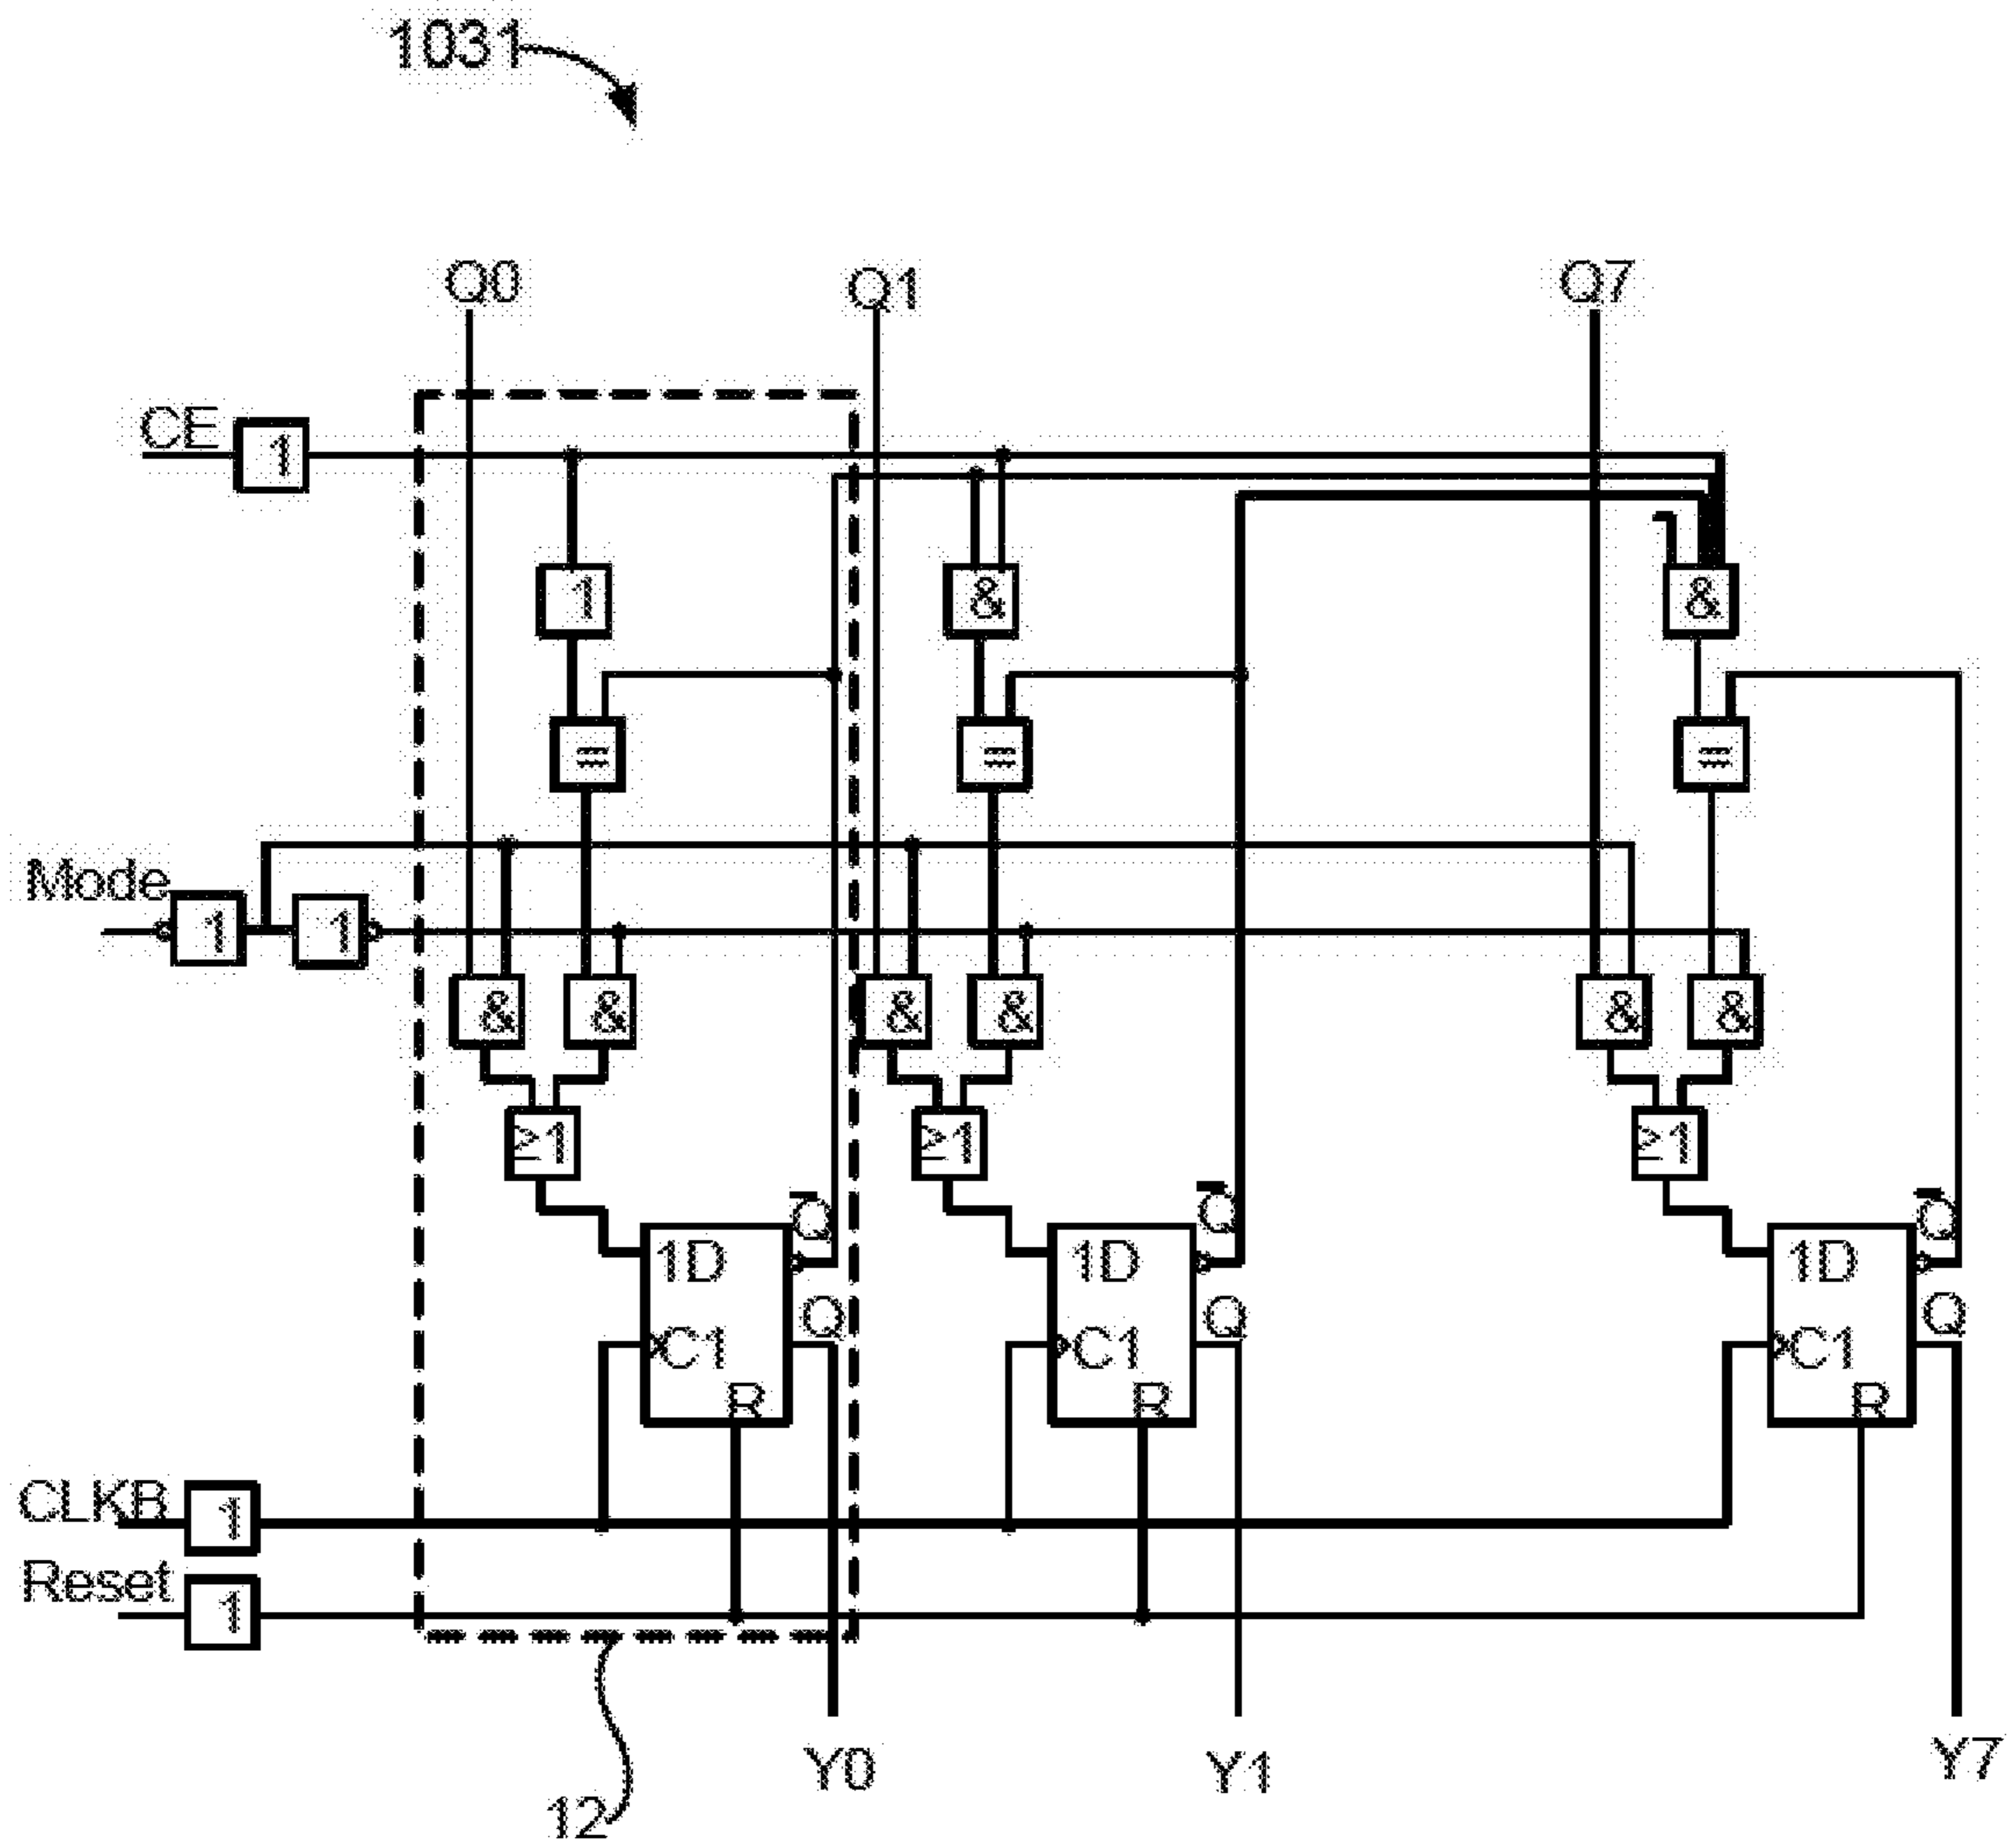 1031
Q0 Q1 Q7
CE 1
1 & &
= = =
Mode 1 1
& & & & & &
≥1 ≥1 ≥1
Q̅ Q̅ Q̅
1D 1D 1D
Q Q Q
C1 C1 C1
R R R
CLKB 1
Reset 1
Y0 Y1 Y7
12